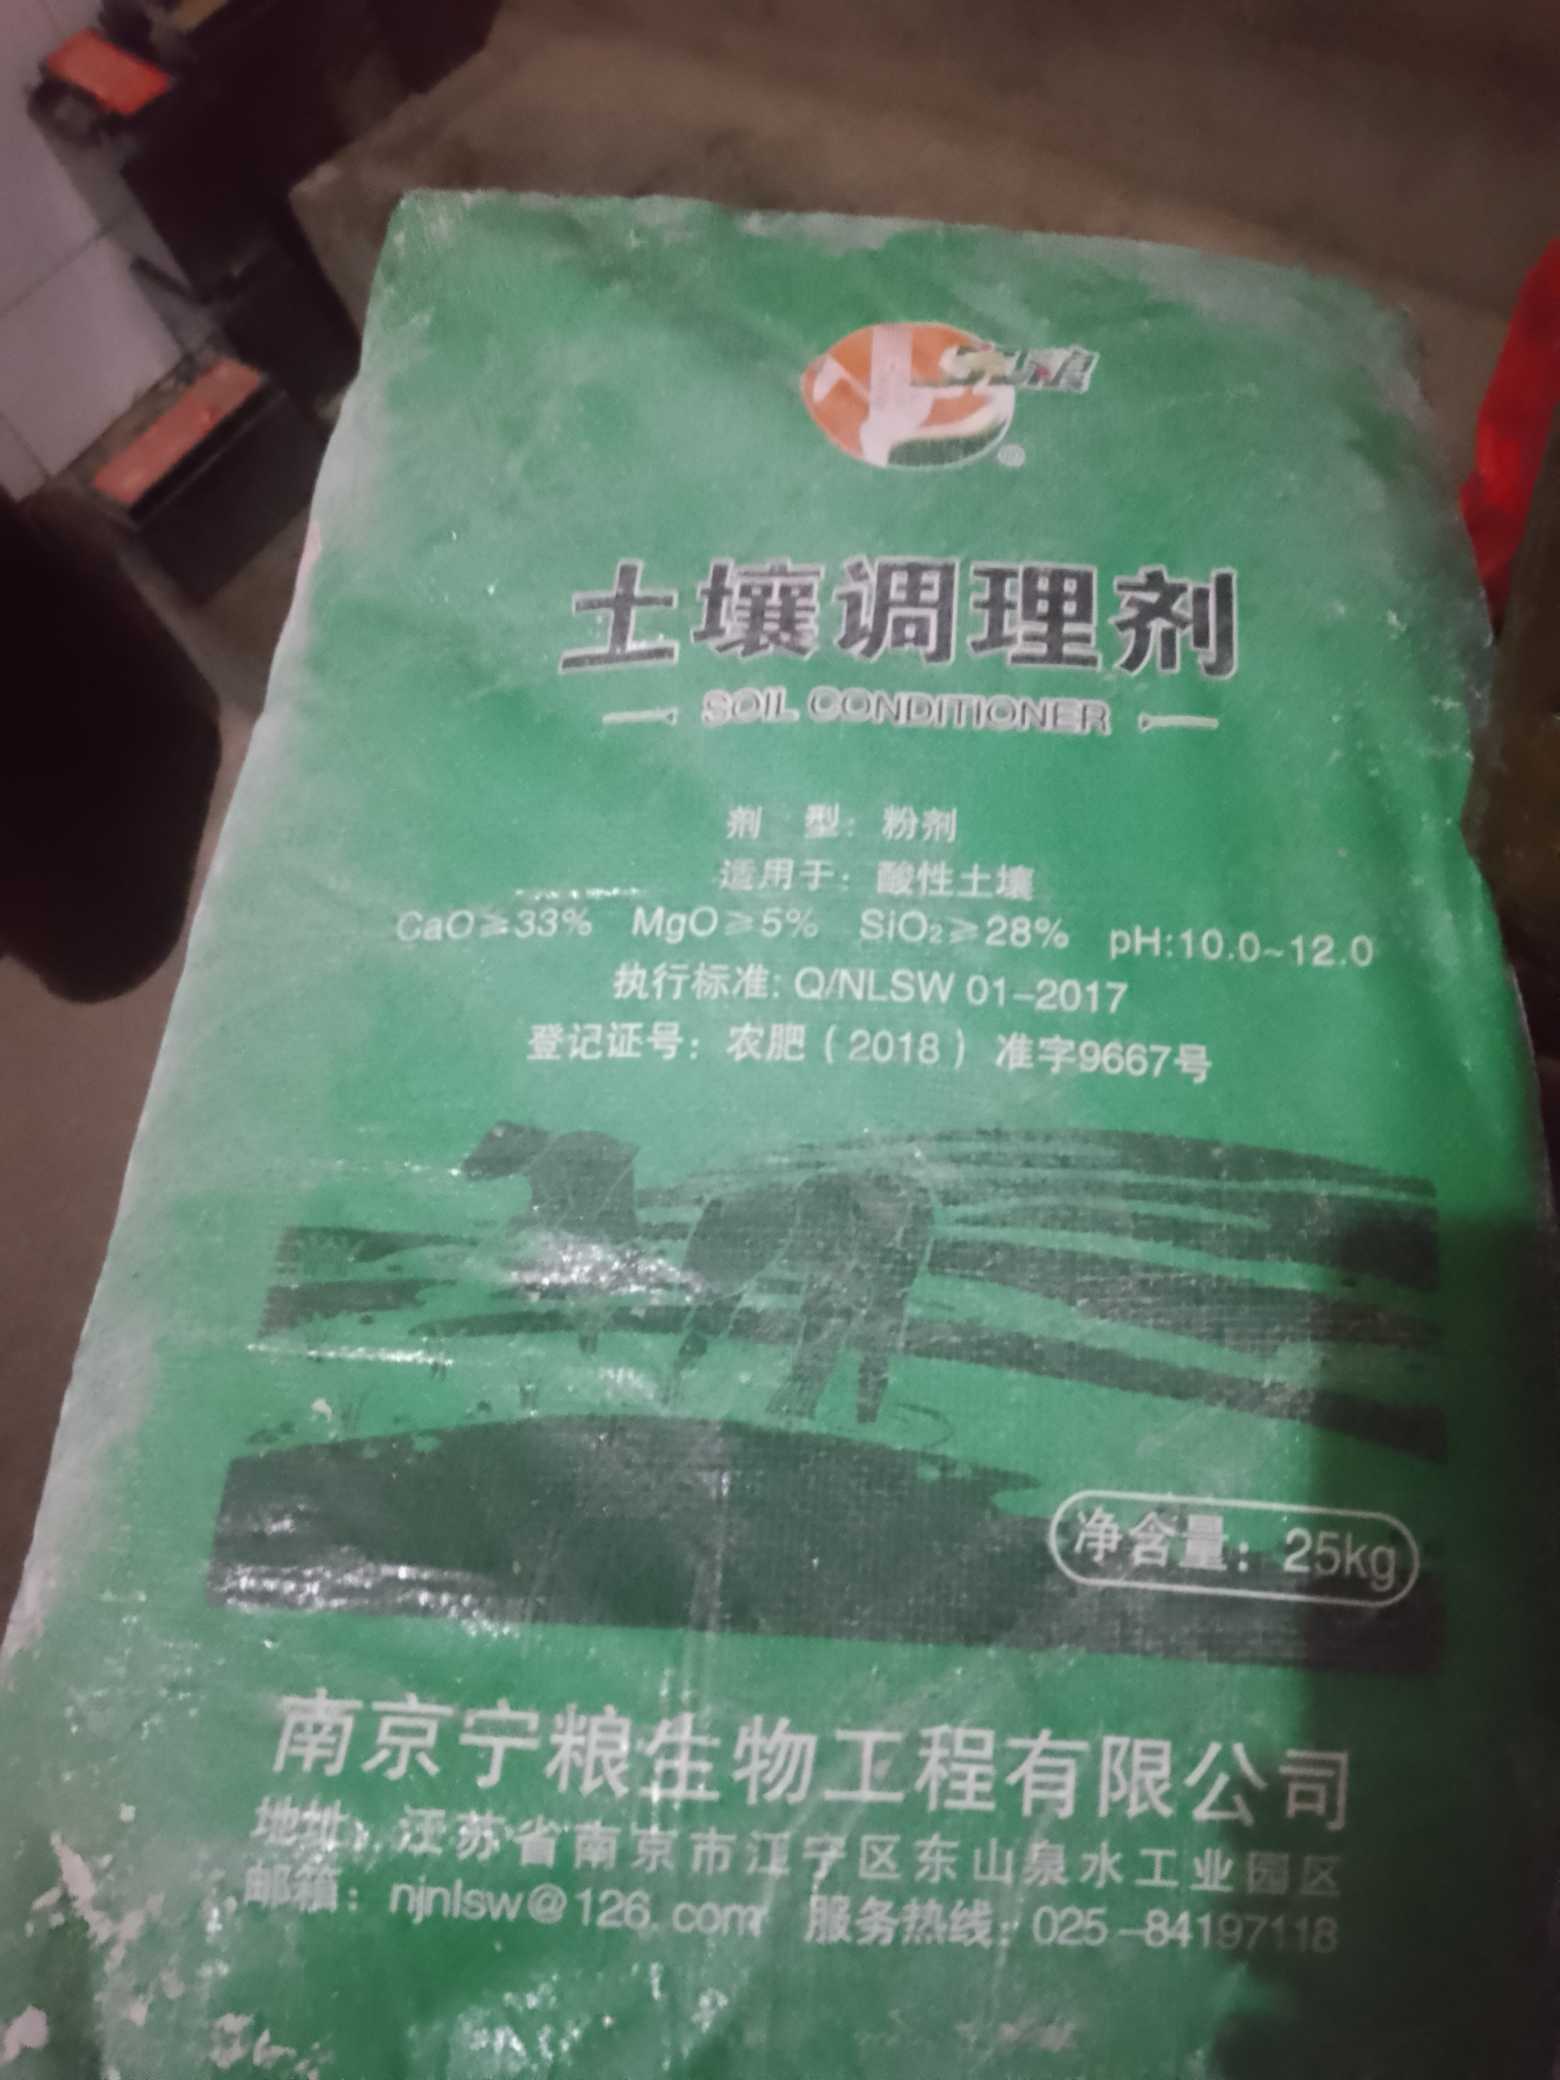 宁粮
®
土壤调理剂
SOIL CONDITIONER
剂 型：粉剂
适用于：酸性土壤
CaO≥33% MgO≥5% SiO₂≥28% pH:10.0~12.0
执行标准: Q/NLSW 01-2017
登记证号：农肥（2018）准字9667号
净含量：25kg
南京宁粮生物工程有限公司
地址：江苏省南京市江宁区东山泉水工业园区
邮箱：njnlsw@126.com 服务热线：025-84197118